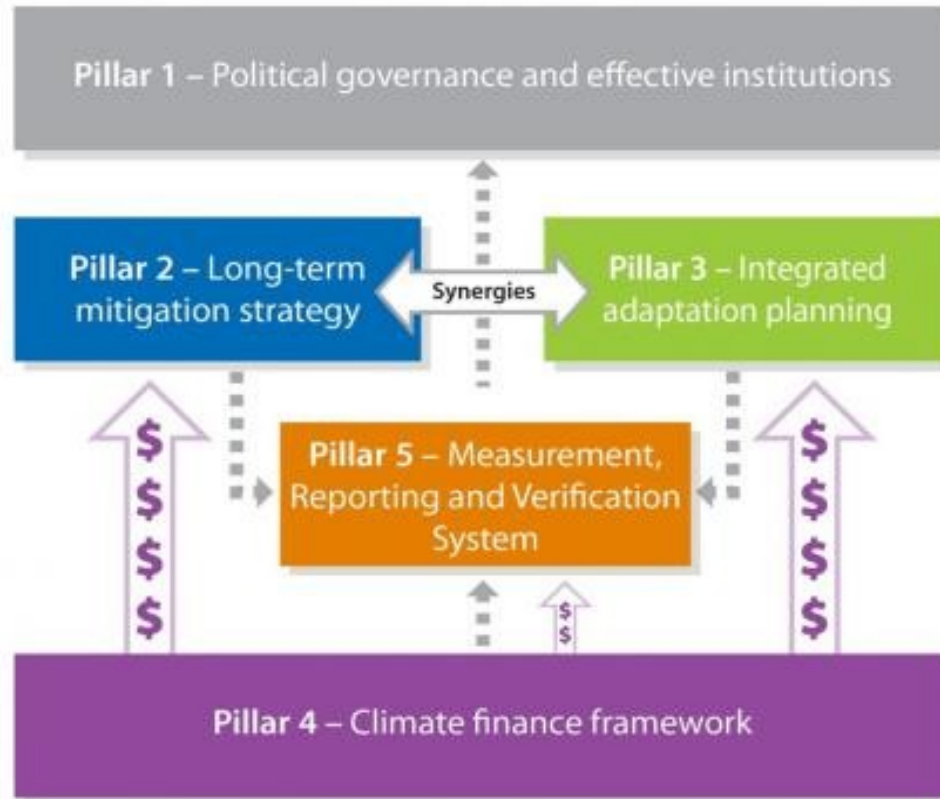 Pillar 1 – Political governance and effective institutions
Pillar 2 – Long-term
mitigation strategy
Synergies
Pillar 3 – Integrated
adaptation planning
Pillar 5 – Measurement,
Reporting and Verification
System
$
$
$
$
$
$
$
$
$
$
Pillar 4 – Climate finance framework